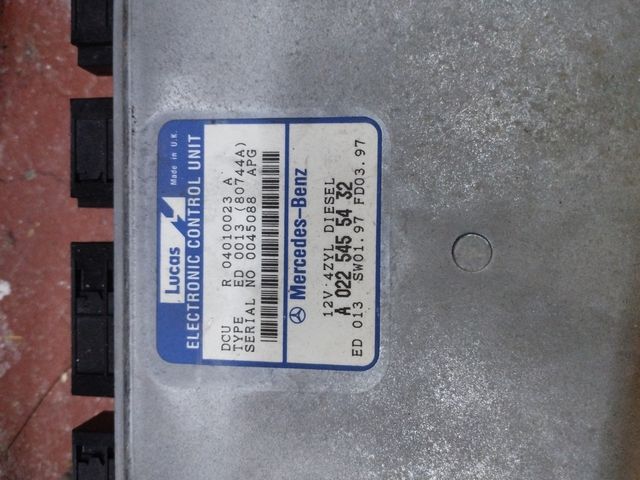 Lucas
Made in U.K.
ELECTRONIC CONTROL UNIT
DCU R 04010023 A
TYPE ED 0013 (80744A)
SERIAL NO 0045088 APG
Mercedes-Benz
12V·4ZYL DIESEL
A 022 545 54 32
ED 013 SW01.97 FD03.97